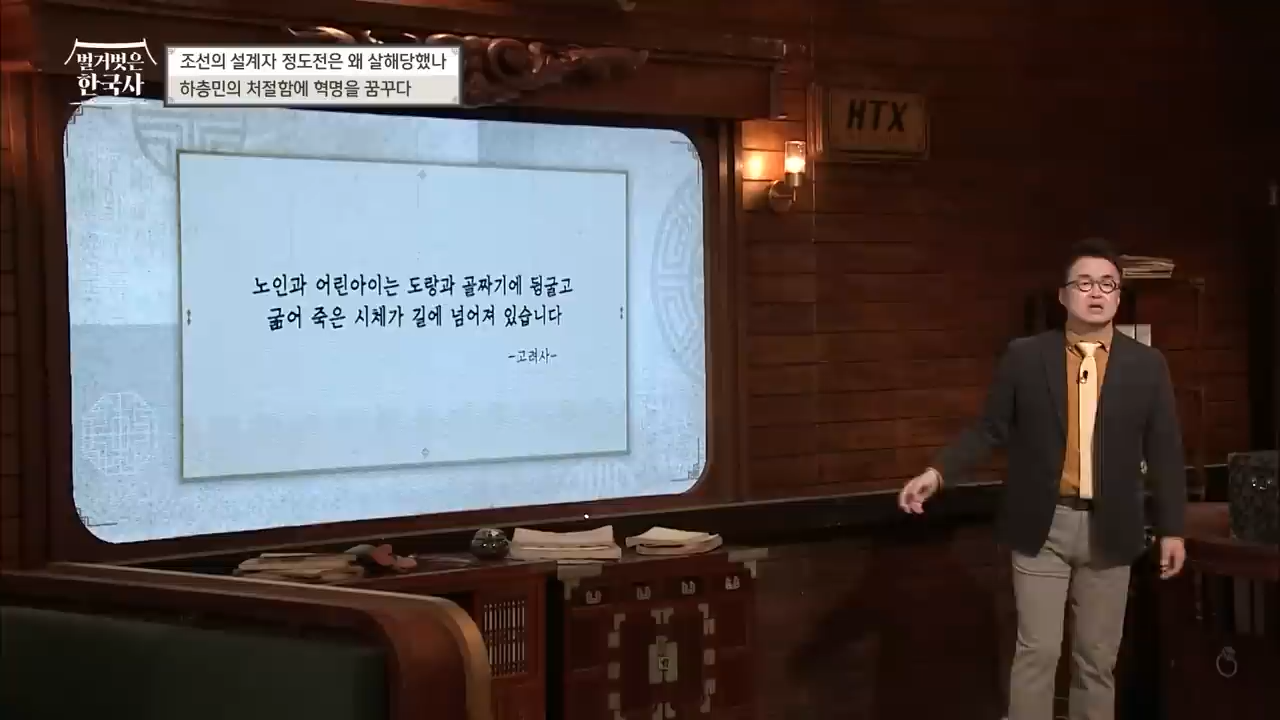 벌거벗은
한국사
조선의 설계자 정도전은 왜 살해당했나
하층민의 처절함에 혁명을 꿈꾸다
HTX
노인과 어린아이는 도랑과 골짜기에 뒹굴고
굶어 죽은 시체가 길에 넘어져 있습니다
-고려사-